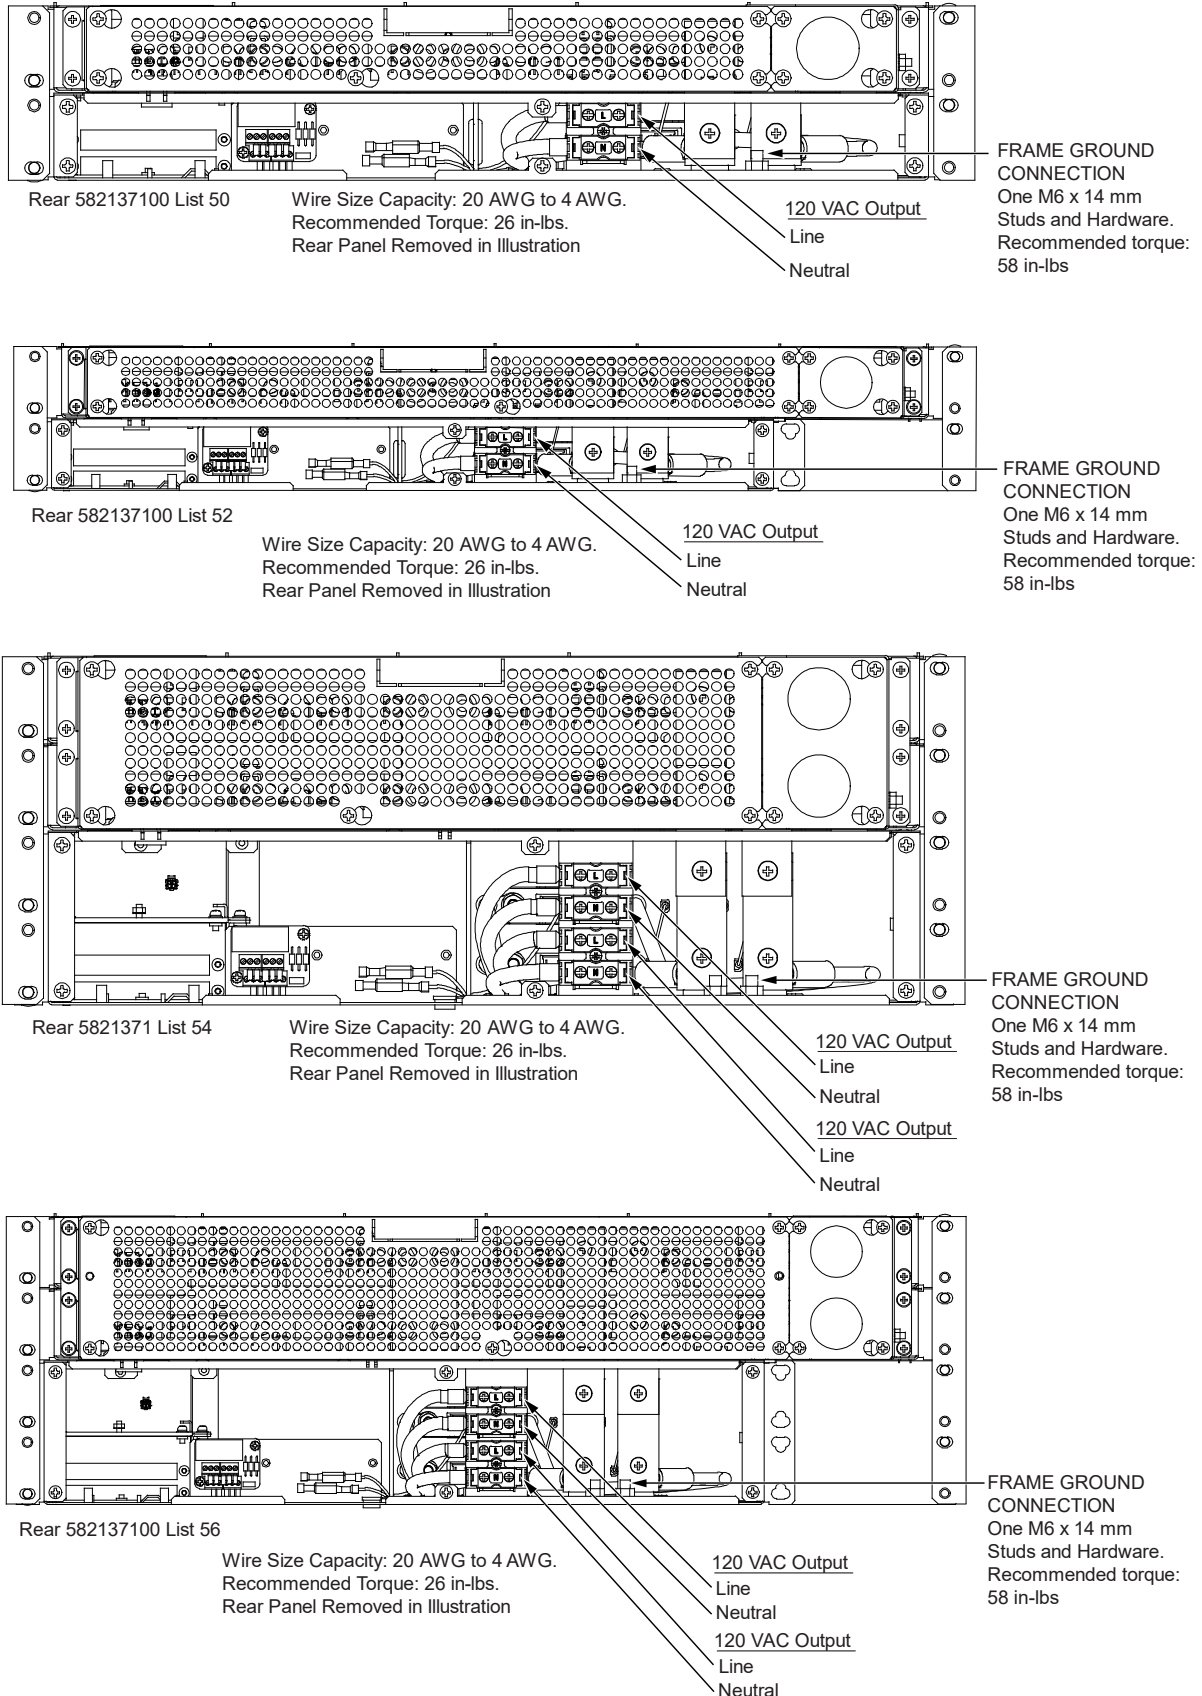 L
N
FRAME GROUND
CONNECTION
One M6 x 14 mm
Studs and Hardware.
Recommended torque:
58 in-lbs
Rear 582137100 List 50
Wire Size Capacity: 20 AWG to 4 AWG.
Recommended Torque: 26 in-lbs.
Rear Panel Removed in Illustration
120 VAC Output
Line
Neutral
L
N
FRAME GROUND
CONNECTION
One M6 x 14 mm
Studs and Hardware.
Recommended torque:
58 in-lbs
Rear 582137100 List 52
Wire Size Capacity: 20 AWG to 4 AWG.
Recommended Torque: 26 in-lbs.
Rear Panel Removed in Illustration
120 VAC Output
Line
Neutral
L
N
L
N
FRAME GROUND
CONNECTION
One M6 x 14 mm
Studs and Hardware.
Recommended torque:
58 in-lbs
Rear 5821371 List 54
Wire Size Capacity: 20 AWG to 4 AWG.
Recommended Torque: 26 in-lbs.
Rear Panel Removed in Illustration
120 VAC Output
Line
Neutral
120 VAC Output
Line
Neutral
L
N
L
N
FRAME GROUND
CONNECTION
One M6 x 14 mm
Studs and Hardware.
Recommended torque:
58 in-lbs
Rear 582137100 List 56
Wire Size Capacity: 20 AWG to 4 AWG.
Recommended Torque: 26 in-lbs.
Rear Panel Removed in Illustration
120 VAC Output
Line
Neutral
120 VAC Output
Line
Neutral